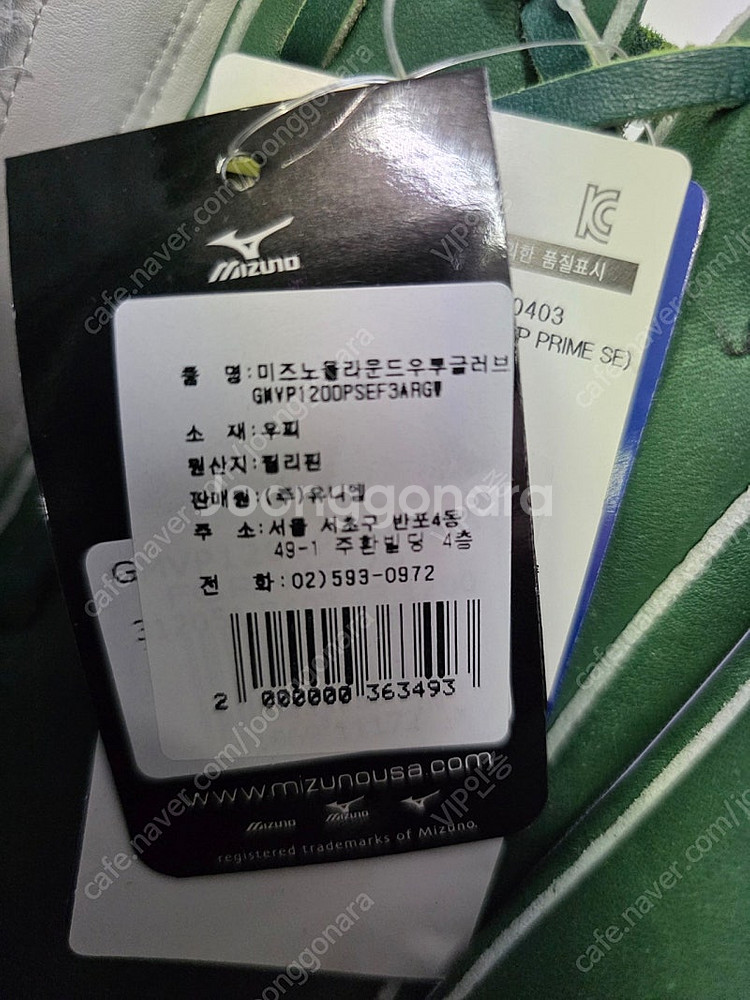 MIZUNO
품 명:미즈노올라운드우투글러브
GMVP1200PSEF3ARGW
소 재:우피
원산지:필리핀
판매원:(주)유니엠
주 소:서울 서초구 반포4동
49-1 주환빌딩 4층
전 화:02)593-0972
2 000000 363493
www.mizunousa.com
MIZUNO MIZUNO
registered trademarks of Mizuno.
한 품질표시
0403
P PRIME SE)
G
Joonggonara
cafe.naver.com/joonggonara
VIP인증